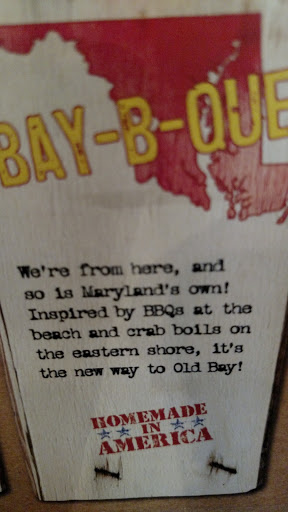 BAY-B-QUE
We're from here, and
so is Maryland's own!
Inspired by BBQs at the
beach and crab boils on
the eastern shore, it's
the new way to Old Bay!
HOMEMADE
IN
AMERICA